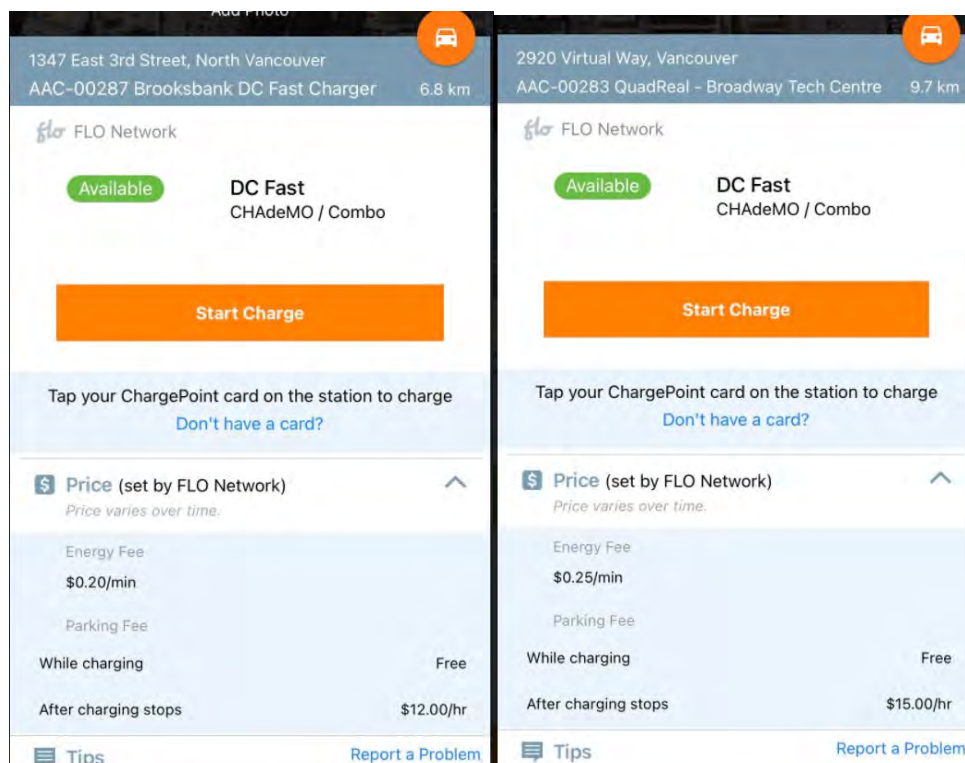 Add Photo
1347 East 3rd Street, North Vancouver
AAC-00287 Brooksbank DC Fast Charger 6.8 km
flo FLO Network
Available
DC Fast
CHAdeMO / Combo
Start Charge
Tap your ChargePoint card on the station to charge
Don't have a card?
$ Price (set by FLO Network)
Price varies over time.
Energy Fee
$0.20/min
Parking Fee
While charging Free
After charging stops $12.00/hr
Tips Report a Problem
2920 Virtual Way, Vancouver
AAC-00283 QuadReal - Broadway Tech Centre 9.7 km
flo FLO Network
Available
DC Fast
CHAdeMO / Combo
Start Charge
Tap your ChargePoint card on the station to charge
Don't have a card?
$ Price (set by FLO Network)
Price varies over time.
Energy Fee
$0.25/min
Parking Fee
While charging Free
After charging stops $15.00/hr
Tips Report a Problem